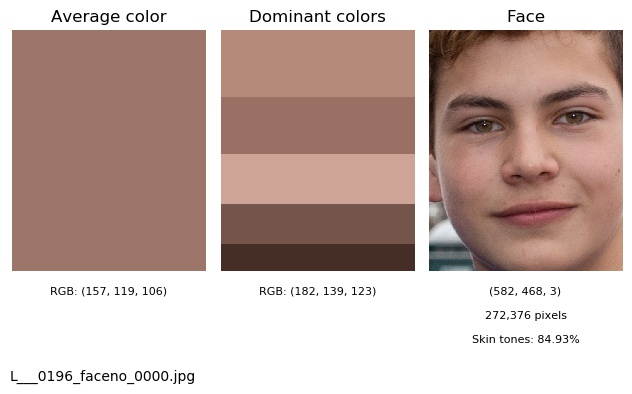 Average color
Dominant colors
Face
RGB: (157, 119, 106)
RGB: (182, 139, 123)
(582, 468, 3)
272,376 pixels
Skin tones: 84.93%
L___0196_faceno_0000.jpg